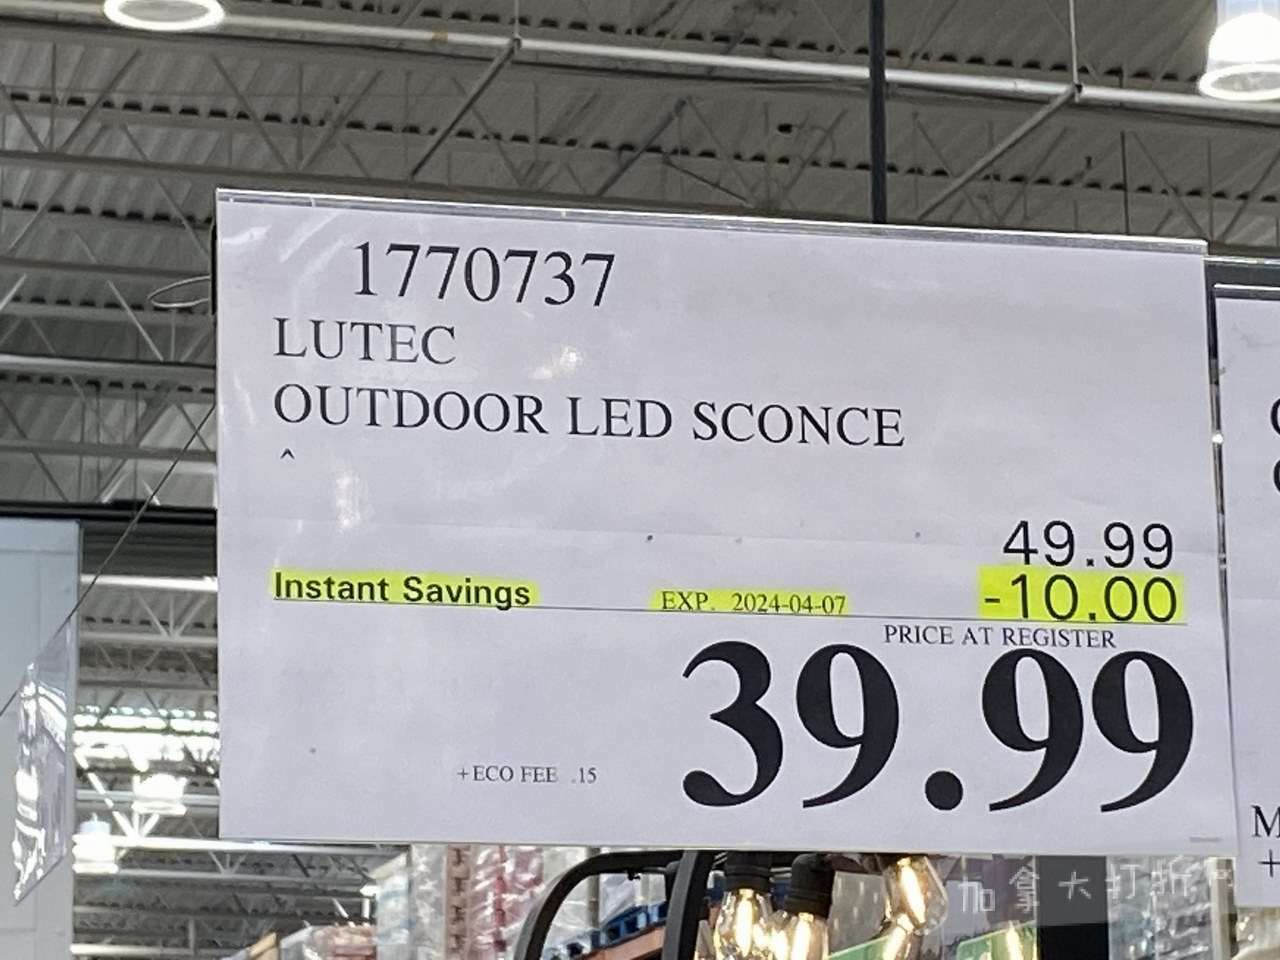 1770737
LUTEC
OUTDOOR LED SCONCE
^
49.99
Instant Savings EXP. 2024-04-07 -10.00
PRICE AT REGISTER
39.99
+ECO FEE .15
M
+
加拿大打折网